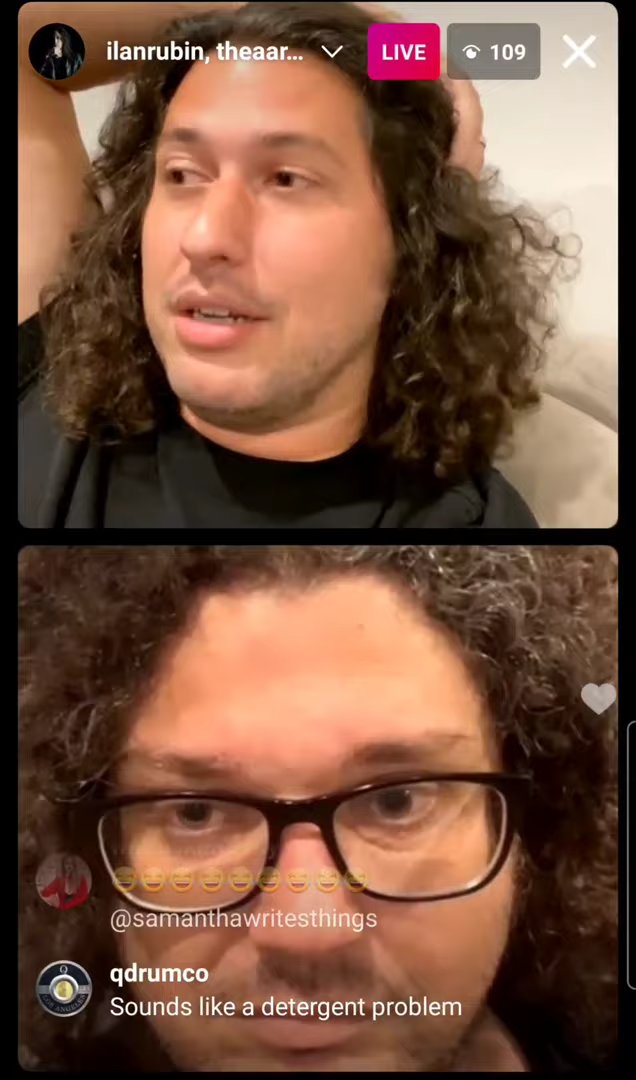 ilanrubin, theaar...
LIVE
109
@samanthawritesthings
qdrumco
Sounds like a detergent problem